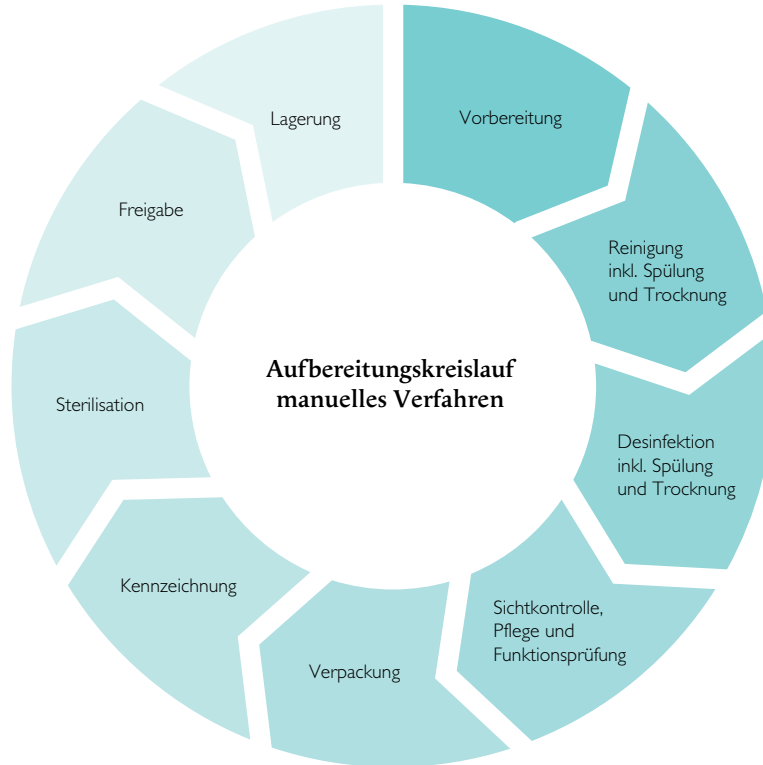 Aufbereitungskreislauf
manuelles Verfahren
Vorbereitung
Reinigung
inkl. Spülung
und Trocknung
Desinfektion
inkl. Spülung
und Trocknung
Sichtkontrolle,
Pflege und
Funktionsprüfung
Verpackung
Kennzeichnung
Sterilisation
Freigabe
Lagerung